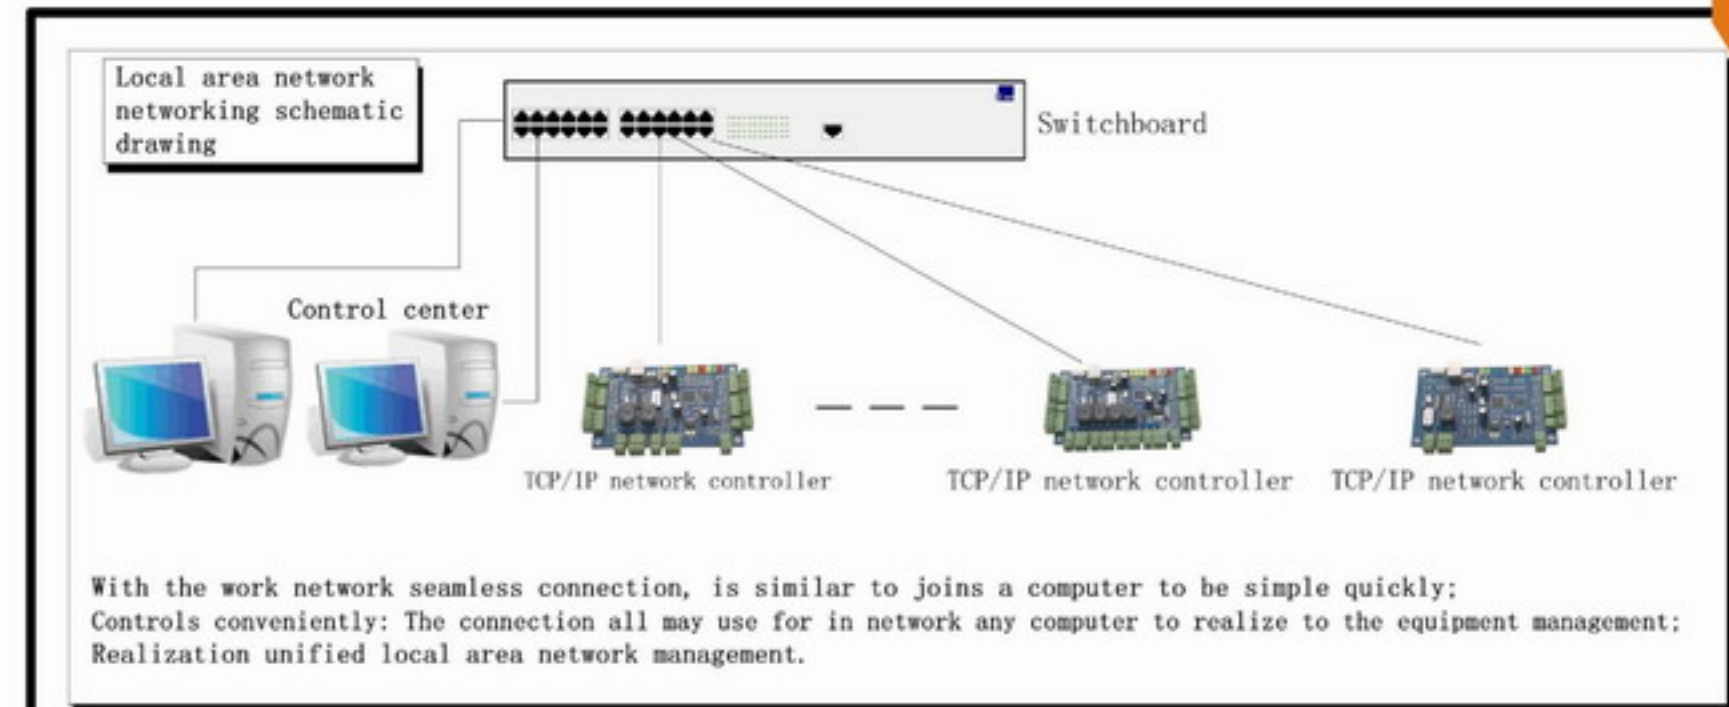 Local area network
networking schematic
drawing
Switchboard
Control center
TCP/IP network controller
TCP/IP network controller
TCP/IP network controller
With the work network seamless connection, is similar to joins a computer to be simple quickly;
Controls conveniently: The connection all may use for in network any computer to realize to the equipment management;
Realization unified local area network management.